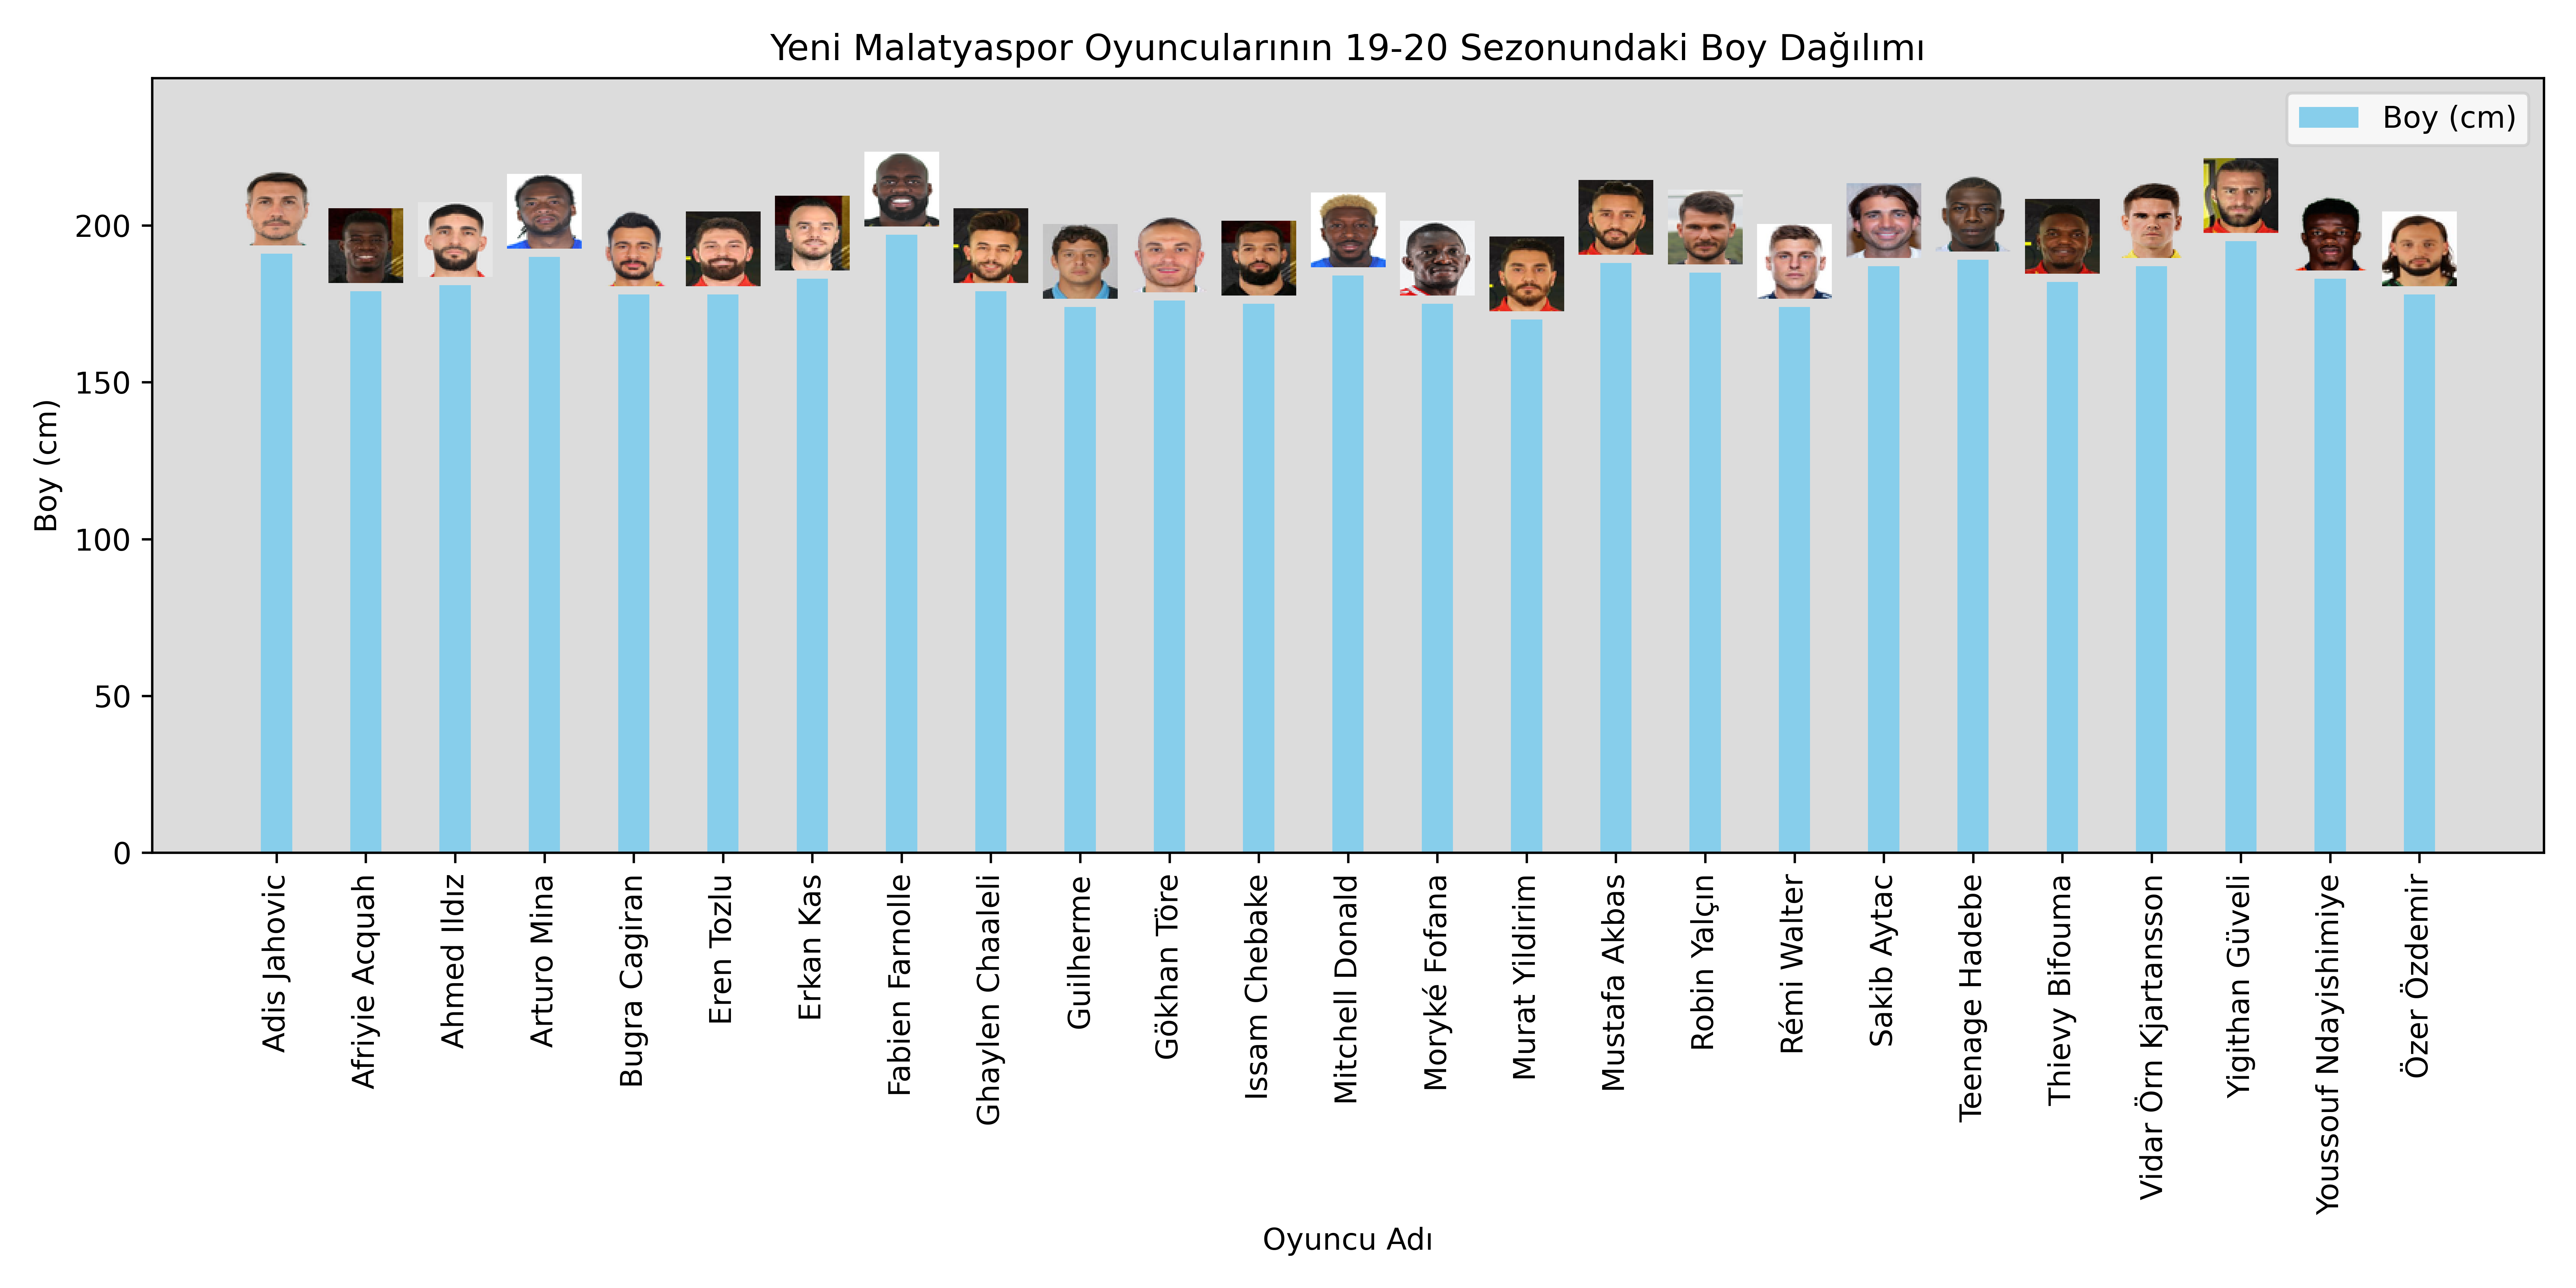 Yeni Malatyaspor Oyuncularının 19-20 Sezonundaki Boy Dağılımı
Boy (cm)
200
150
100
50
0
Boy (cm)
Adis Jahovic
Afriyie Acquah
Ahmed Ildız
Arturo Mina
Bugra Cagiran
Eren Tozlu
Erkan Kas
Fabien Farnolle
Ghaylen Chaaleli
Guilherme
Gökhan Töre
Issam Chebake
Mitchell Donald
Moryké Fofana
Murat Yildirim
Mustafa Akbas
Robin Yalçın
Rémi Walter
Sakib Aytac
Teenage Hadebe
Thievy Bifouma
Vidar Örn Kjartansson
Yigithan Güveli
Youssouf Ndayishimiye
Özer Özdemir
Oyuncu Adı